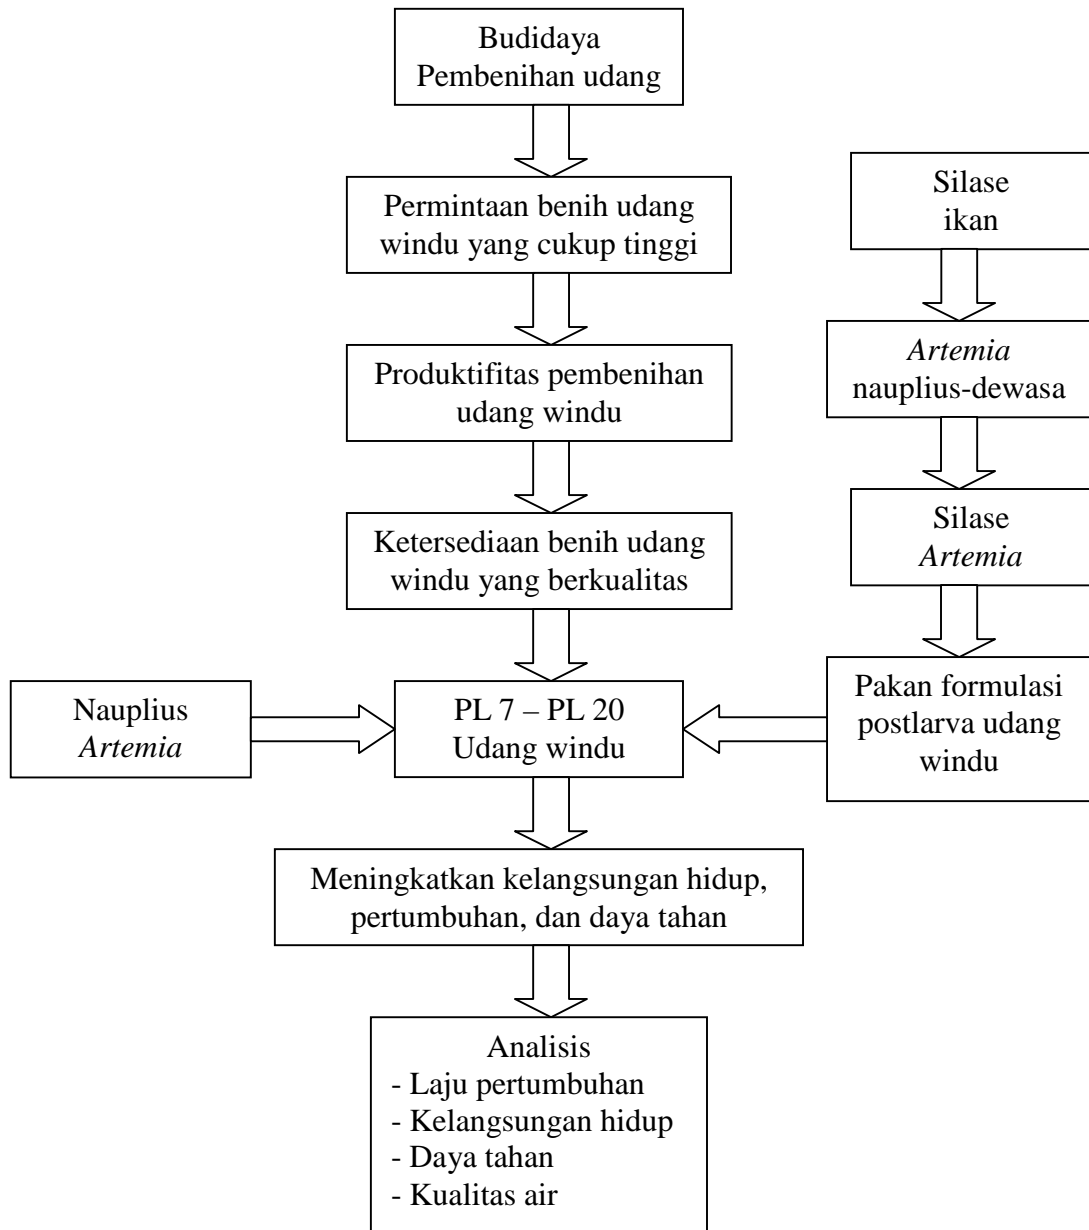 Budidaya
Pembenihan udang
Permintaan benih udang
windu yang cukup tinggi
Silase
ikan
Produktifitas pembenihan
udang windu
Artemia
nauplius-dewasa
Ketersediaan benih udang
windu yang berkualitas
Silase
Artemia
Nauplius
Artemia
PL 7 – PL 20
Udang windu
Pakan formulasi
postlarva udang
windu
Meningkatkan kelangsungan hidup,
pertumbuhan, dan daya tahan
Analisis
- Laju pertumbuhan
- Kelangsungan hidup
- Daya tahan
- Kualitas air